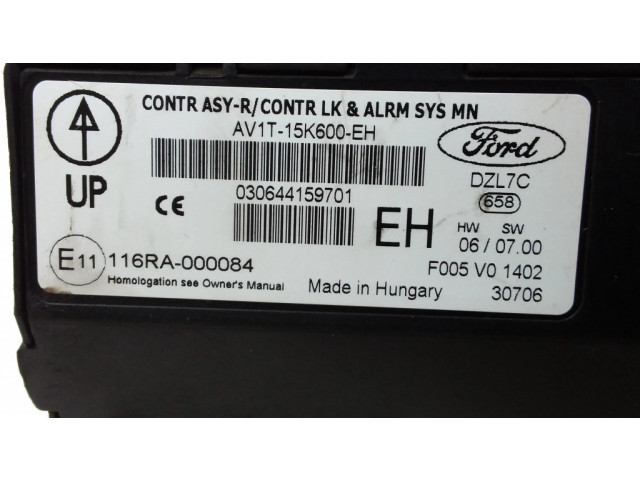 CONTR ASY-R/CONTR LK & ALRM SYS MN
AV1T-15K600-EH
Ford
UP
CE
030644159701
EH
DZL7C
658
HW SW
06 / 07.00
E11
116RA-000084
Homologation see Owner's Manual
Made in Hungary
F005 V0 1402
30706